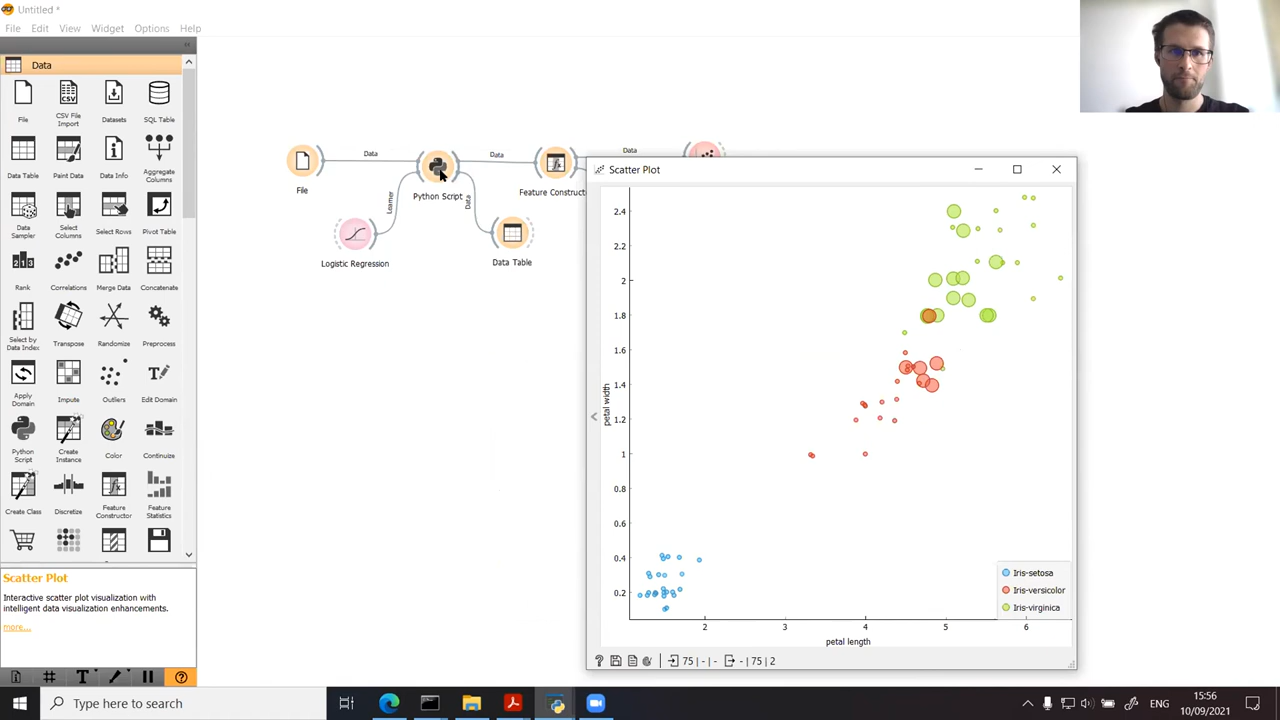 Untitled *
File Edit View Widget Options Help
Data
File
CSV File
Import
Datasets
SQL Table
Data Table
Paint Data
Data Info
Aggregate
Columns
Data
Sampler
Select
Columns
Select Rows
Pivot Table
Rank
Correlations
Merge Data
Concatenate
Select by
Data Index
Transpose
Randomize
Preprocess
Apply
Domain
Impute
Outliers
Edit Domain
Python
Script
Create
Instance
Color
Continuize
Create Class
Discretize
Feature
Constructor
Feature
Statistics
Scatter Plot
Interactive scatter plot visualization with
intelligent data visualization enhancements.
more...
Data
Data
Data
File
Python Script
Feature Construct
Learner
Data
Logistic Regression
Data Table
Scatter Plot
2.4
2.2
2
1.8
1.6
1.4
1.2
1
0.8
0.6
0.4
0.2
petal width
2 3 4 5 6
petal length
Iris-setosa
Iris-versicolor
Iris-virginica
75 | - | - - | 75 | 2
Type here to search
ENG
15:56
10/09/2021